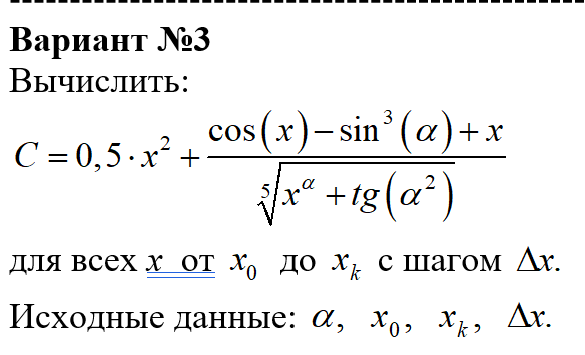 Вариант №3
Вычислить:
C = 0,5 · x² + (cos(x) − sin³(α) + x) / ⁵√(x^α + tg(α²))
для всех x от x₀ до xₖ с шагом Δx.
Исходные данные: α, x₀, xₖ, Δx.